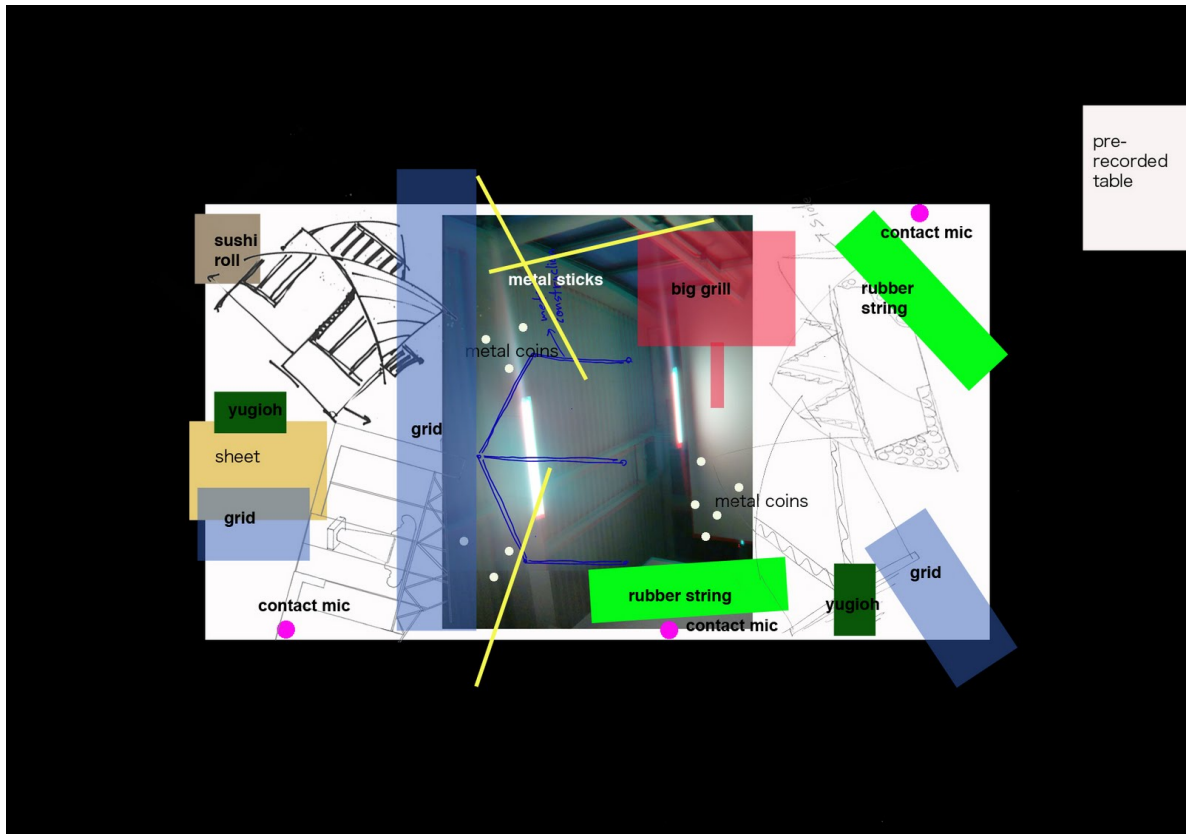 pre-
recorded
table
contact mic
sushi
roll
metal sticks
big grill
rubber
string
metal coins
yugioh
grid
sheet
metal coins
grid
grid
rubber string
yugioh
contact mic
contact mic